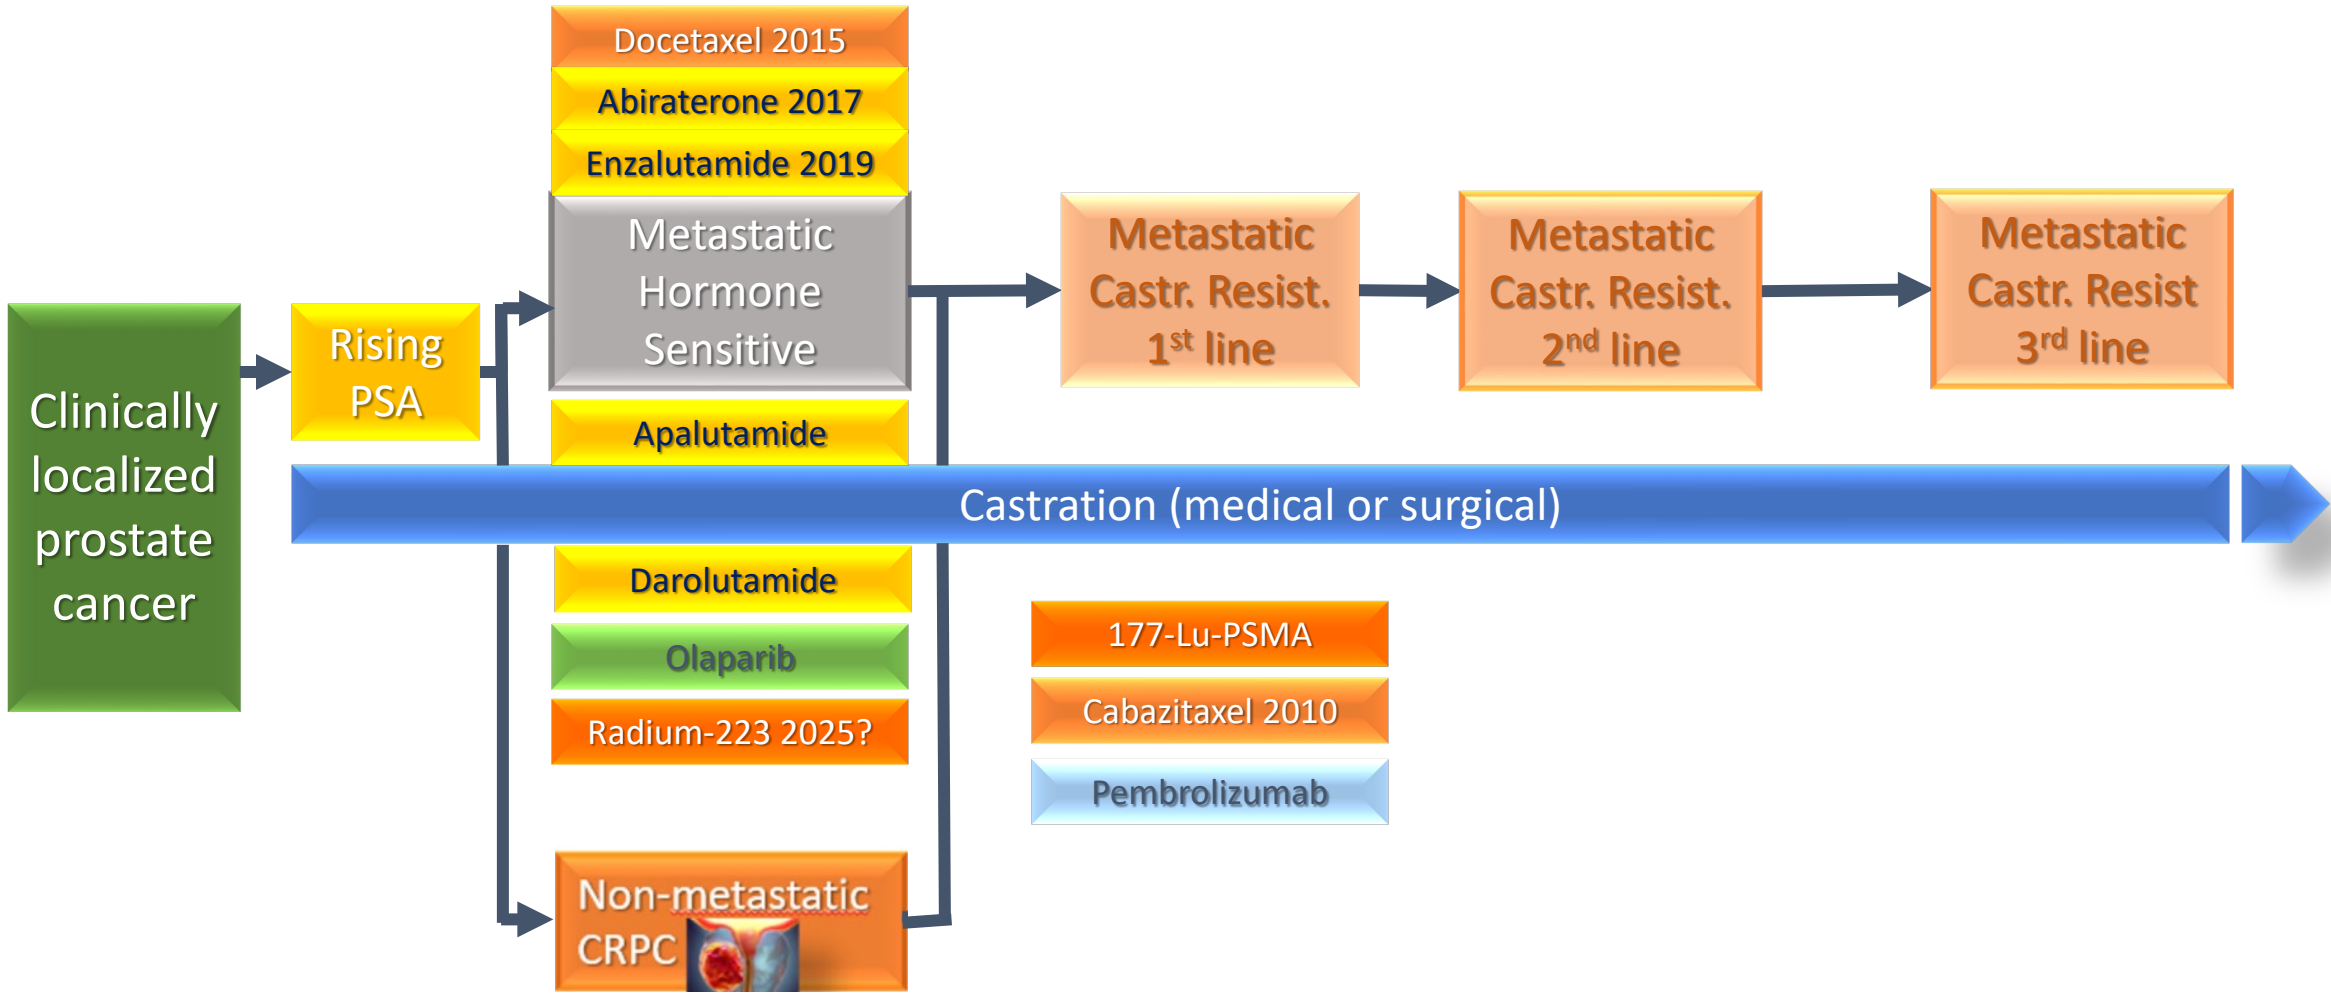 Docetaxel 2015
Abiraterone 2017
Enzalutamide 2019
Metastatic
Hormone
Sensitive
Apalutamide
Clinically
localized
prostate
cancer
Rising
PSA
Metastatic
Castr. Resist.
1st line
Metastatic
Castr. Resist.
2nd line
Metastatic
Castr. Resist
3rd line
Castration (medical or surgical)
Darolutamide
Olaparib
Radium-223 2025?
177-Lu-PSMA
Cabazitaxel 2010
Pembrolizumab
Non-metastatic
CRPC